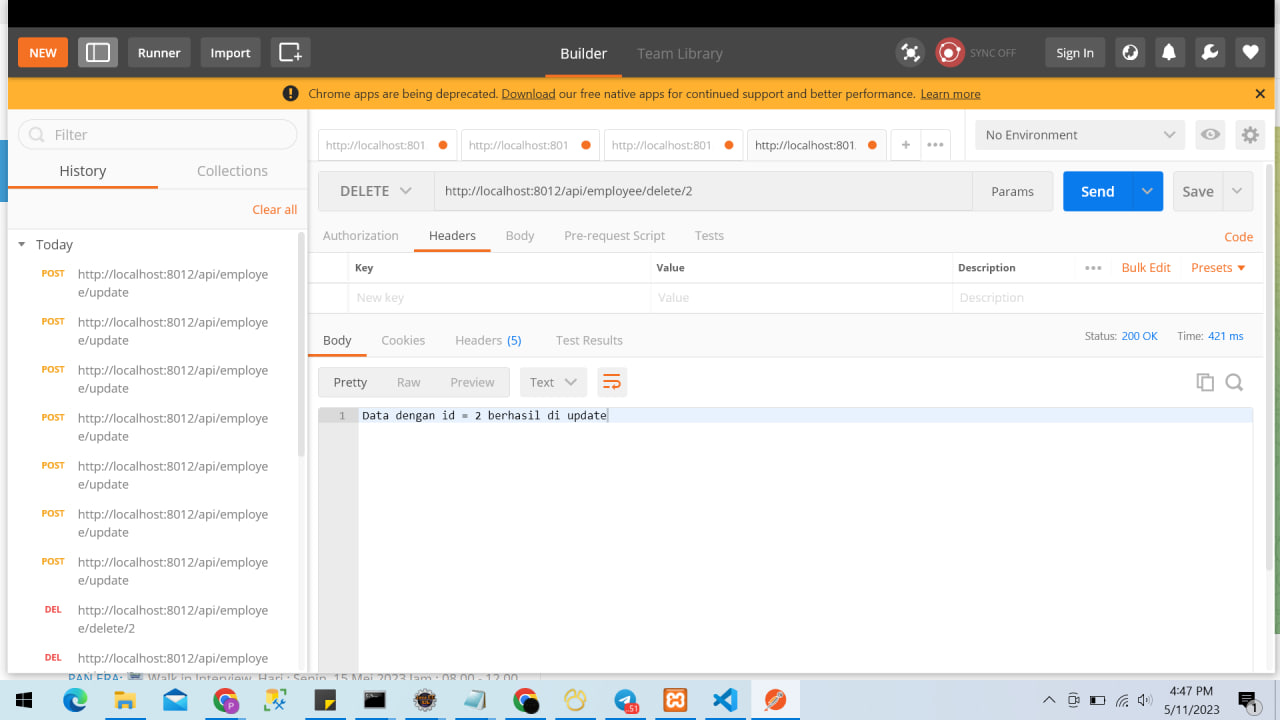 NEW
Runner
Import
Builder
Team Library
SYNC OFF
Sign In
Chrome apps are being deprecated. Download our free native apps for continued support and better performance. Learn more
Filter
History
Collections
Clear all
Today
POST http://localhost:8012/api/employe
e/update
POST http://localhost:8012/api/employe
e/update
POST http://localhost:8012/api/employe
e/update
POST http://localhost:8012/api/employe
e/update
POST http://localhost:8012/api/employe
e/update
POST http://localhost:8012/api/employe
e/update
POST http://localhost:8012/api/employe
e/update
DEL http://localhost:8012/api/employe
e/delete/2
DEL http://localhost:8012/api/employe
http://localhost:801
http://localhost:801
http://localhost:801
http://localhost:801
No Environment
DELETE
http://localhost:8012/api/employee/delete/2
Params
Send
Save
Authorization
Headers
Body
Pre-request Script
Tests
Code
Key
Value
Description
Bulk Edit
Presets
New key
Value
Description
Body
Cookies
Headers (5)
Test Results
Status: 200 OK
Time: 421 ms
Pretty
Raw
Preview
Text
1 Data dengan id = 2 berhasil di update
PAN ERA: Walk in Interview, Hari : Senin, 15 Mei 2023 Jam : 08.00 - 12.00
.51
4:47 PM
5/11/2023
1